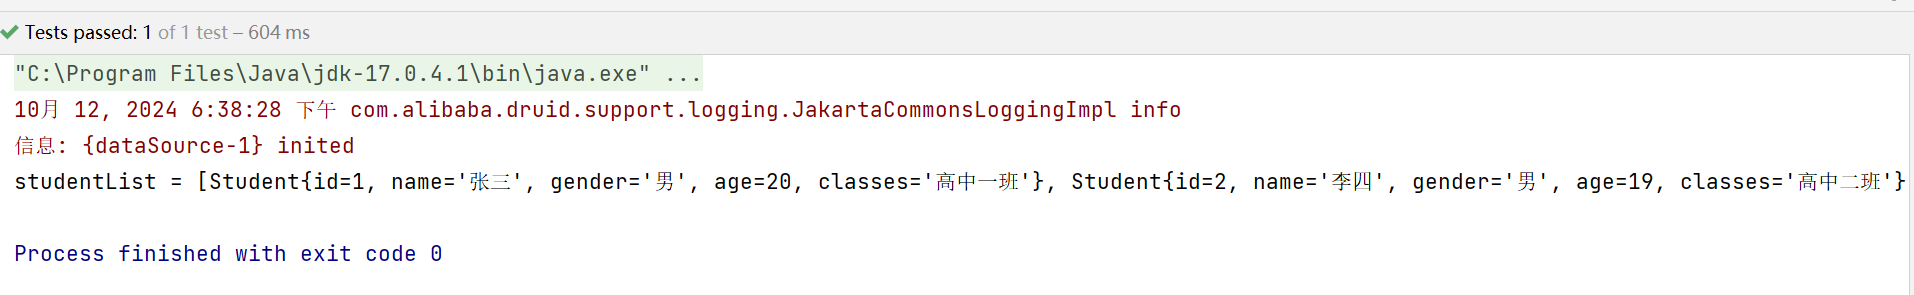 Tests passed: 1 of 1 test – 604 ms
"C:\Program Files\Java\jdk-17.0.4.1\bin\java.exe" ...
10月 12, 2024 6:38:28 下午 com.alibaba.druid.support.logging.JakartaCommonsLoggingImpl info
信息: {dataSource-1} inited
studentList = [Student{id=1, name='张三', gender='男', age=20, classes='高中一班'}, Student{id=2, name='李四', gender='男', age=19, classes='高中二班'}
Process finished with exit code 0